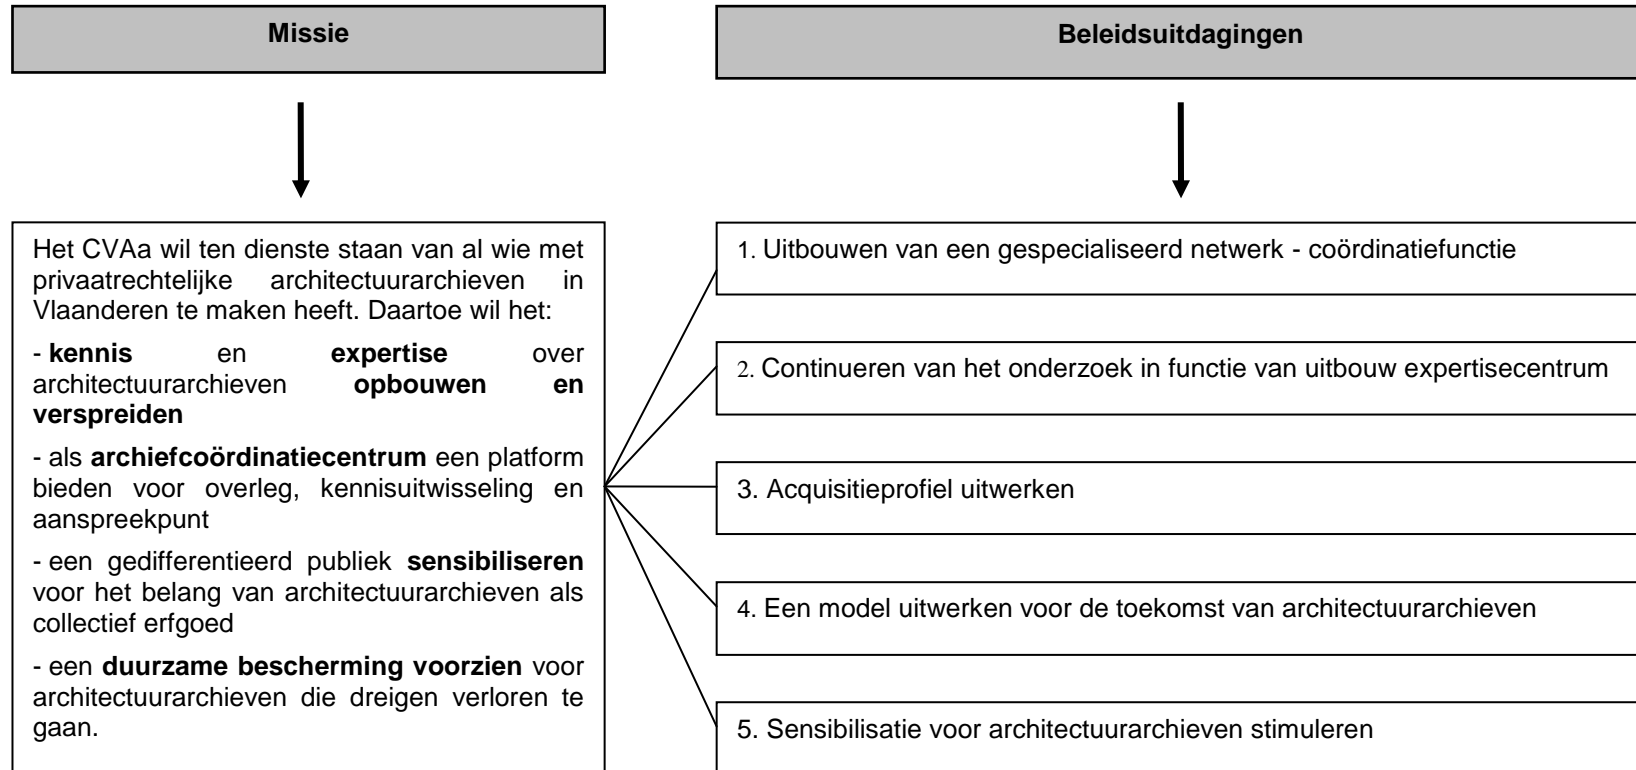 Missie
Het CVAa wil ten dienste staan van al wie met
privaatrechtelijke architectuurarchieven in
Vlaanderen te maken heeft. Daartoe wil het:
- kennis en expertise over
architectuurarchieven opbouwen en
verspreiden
- als archiefcoördinatiecentrum een platform
bieden voor overleg, kennisuitwisseling en
aanspreekpunt
- een gedifferentieerd publiek sensibiliseren
voor het belang van architectuurarchieven als
collectief erfgoed
- een duurzame bescherming voorzien voor
architectuurarchieven die dreigen verloren te
gaan.
Beleidsuitdagingen
1. Uitbouwen van een gespecialiseerd netwerk - coördinatiefunctie
2. Continueren van het onderzoek in functie van uitbouw expertisecentrum
3. Acquisitieprofiel uitwerken
4. Een model uitwerken voor de toekomst van architectuurarchieven
5. Sensibilisatie voor architectuurarchieven stimuleren